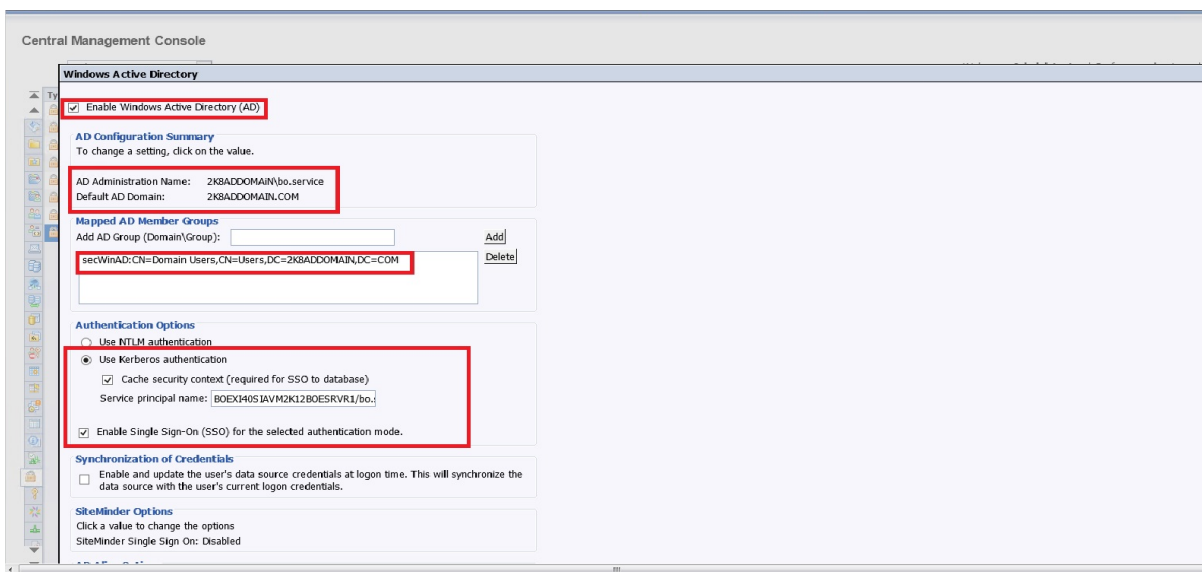 Central Management Console
Windows Active Directory
Ty
Enable Windows Active Directory (AD)
AD Configuration Summary
To change a setting, click on the value.
AD Administration Name: 2K8ADDOMAiN\bo.service
Default AD Domain: 2K8ADDOMAIN.COM
Mapped AD Member Groups
Add AD Group (Domain\Group):
Add
secWinAD:CN=Domain Users,CN=Users,DC=2K8ADDOMAIN,DC=COM
Delete
Authentication Options
Use NTLM authentication
Use Kerberos authentication
Cache security context (required for SSO to database)
Service principal name: BOEXI40SIAVM2K12BOESRVR1/bo.s
Enable Single Sign-On (SSO) for the selected authentication mode.
Synchronization of Credentials
Enable and update the user's data source credentials at logon time. This will synchronize the
data source with the user's current logon credentials.
SiteMinder Options
Click a value to change the options
SiteMinder Single Sign On: Disabled